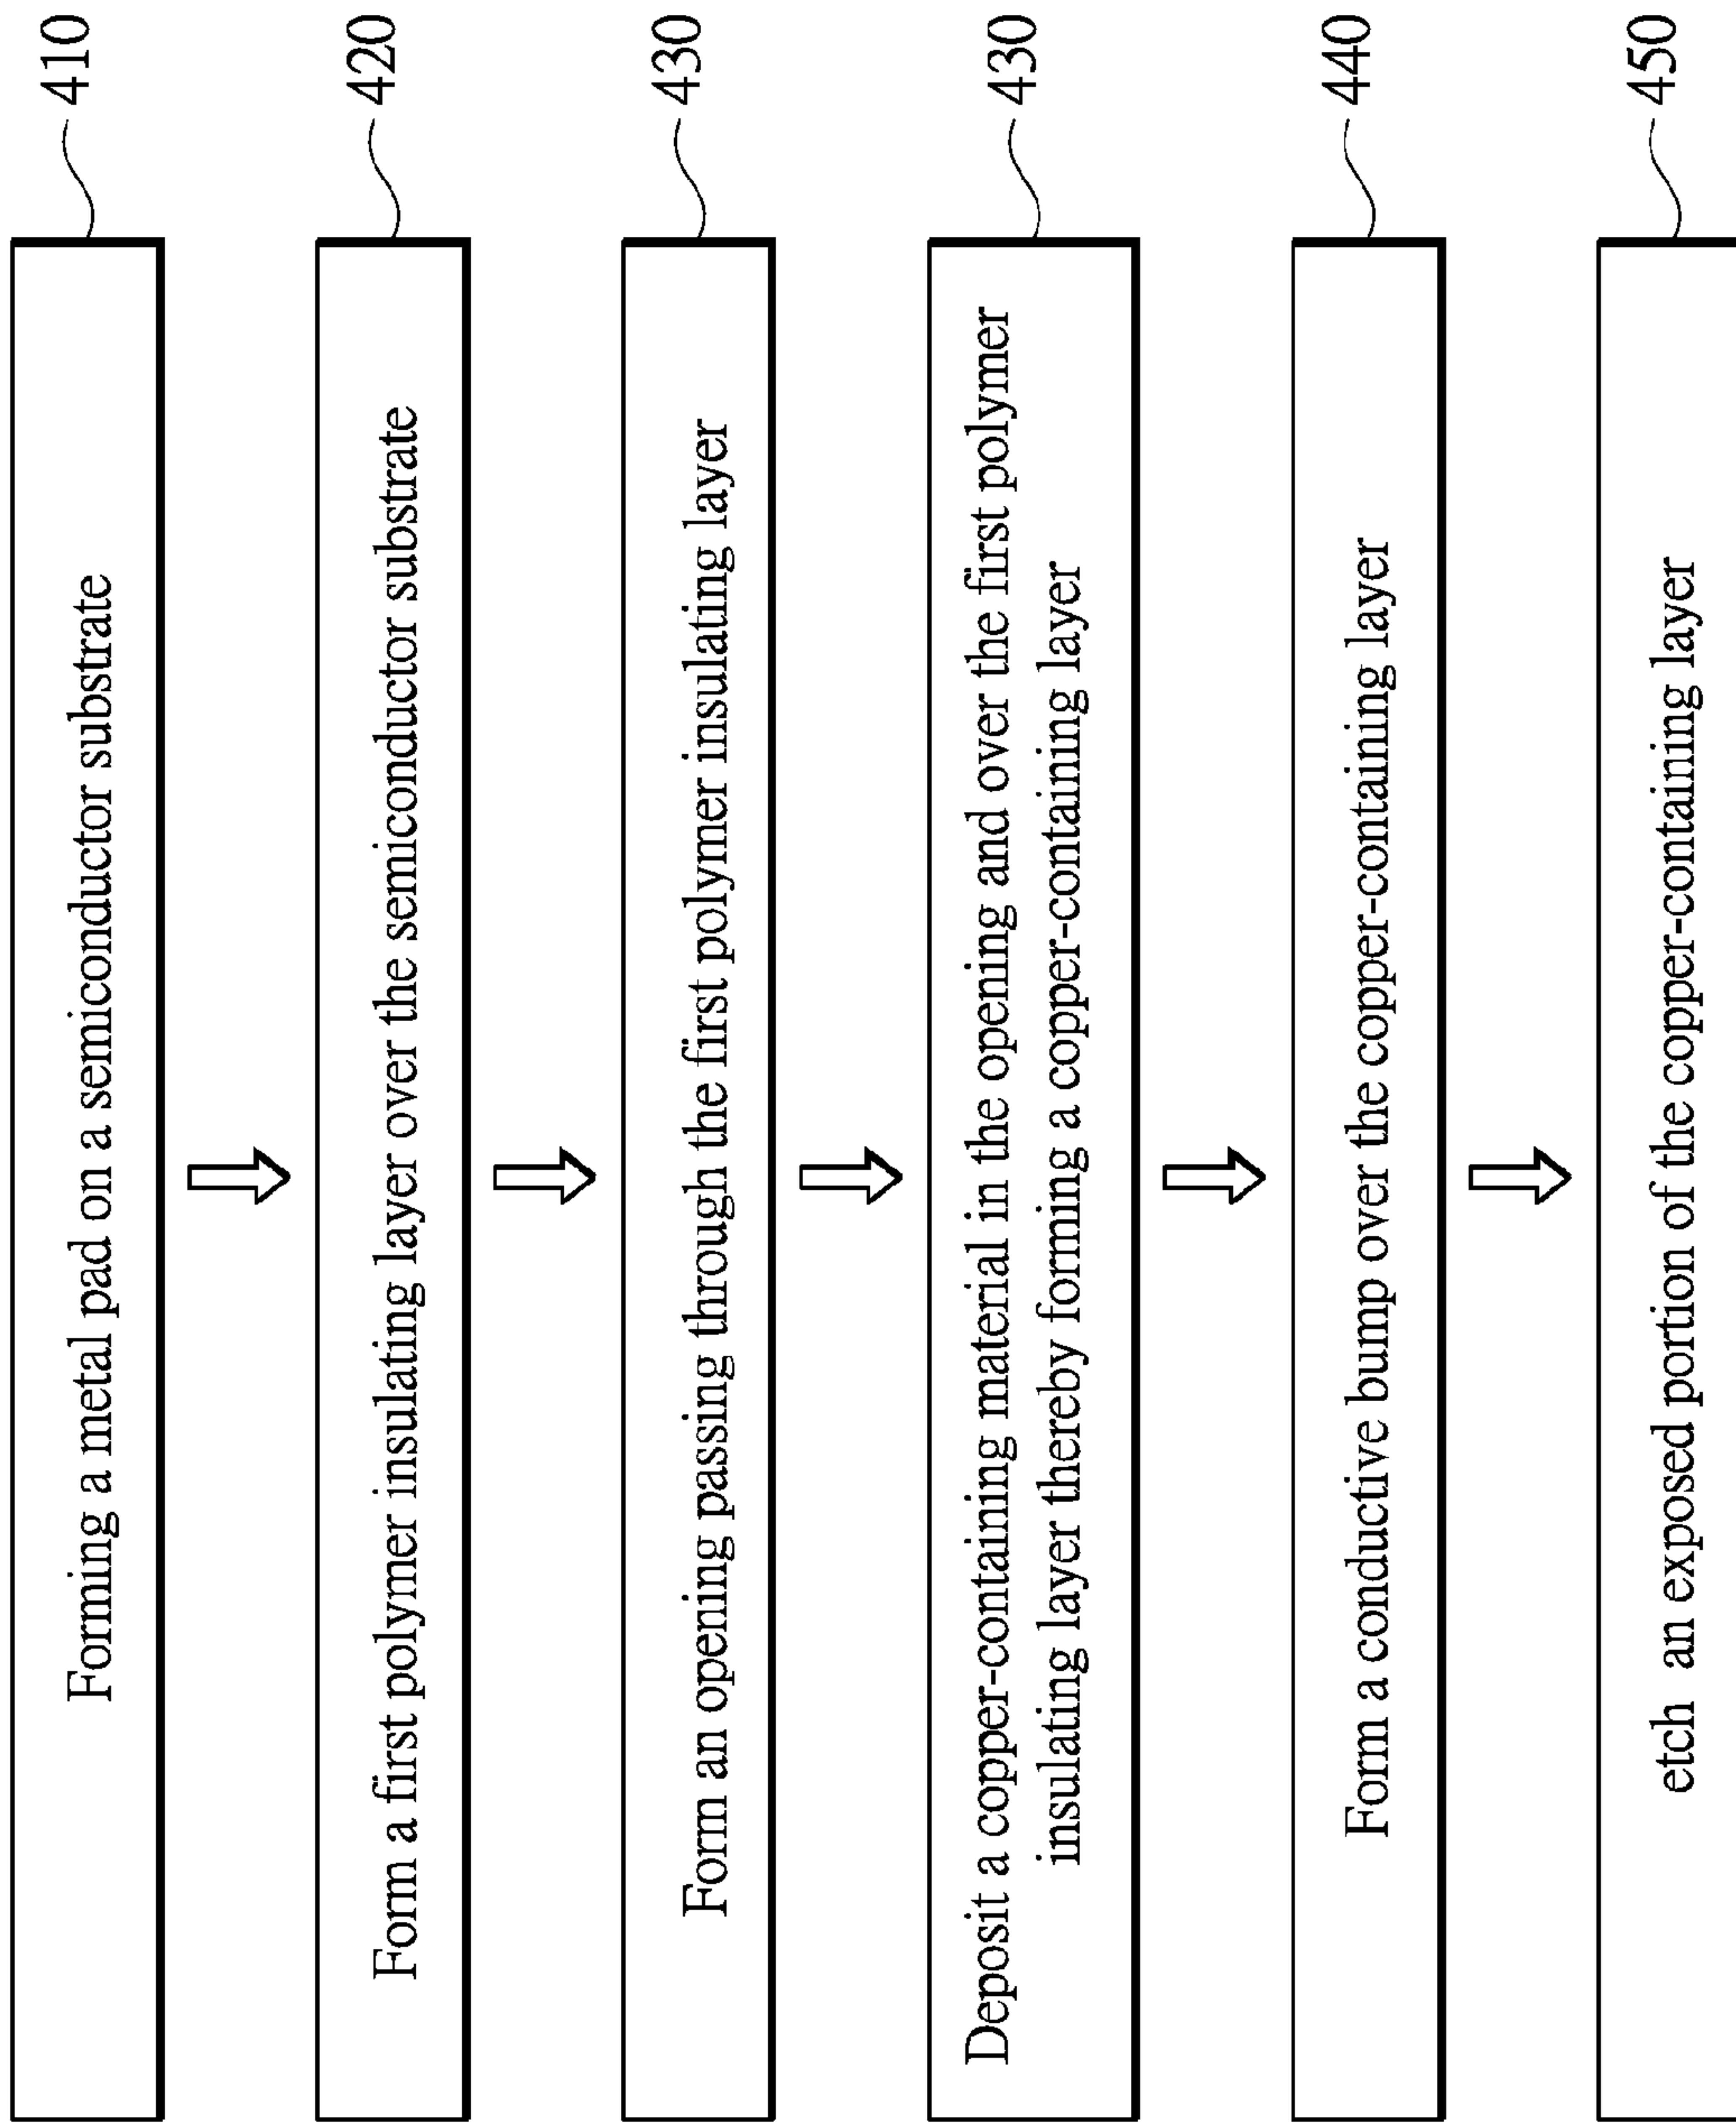 Forming a metal pad on a semiconductor substrate
410
Form a first polymer insulating layer over the semiconductor substrate
420
Form an opening passing through the first polymer insulating layer
430
Deposit a copper-containing material in the opening and over the first polymer
insulating layer thereby forming a copper-containing layer
430
Form a conductive bump over the copper-containing layer
440
etch an exposed portion of the copper-containing layer
450